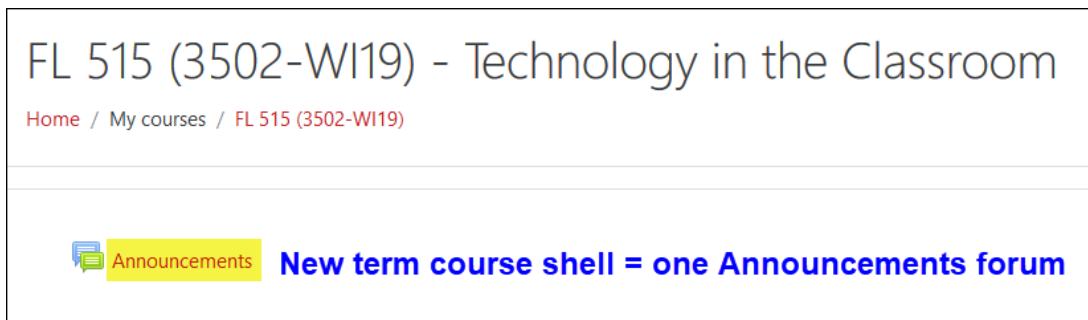 FL 515 (3502-WI19) - Technology in the Classroom
Home / My courses / FL 515 (3502-WI19)
Announcements New term course shell = one Announcements forum